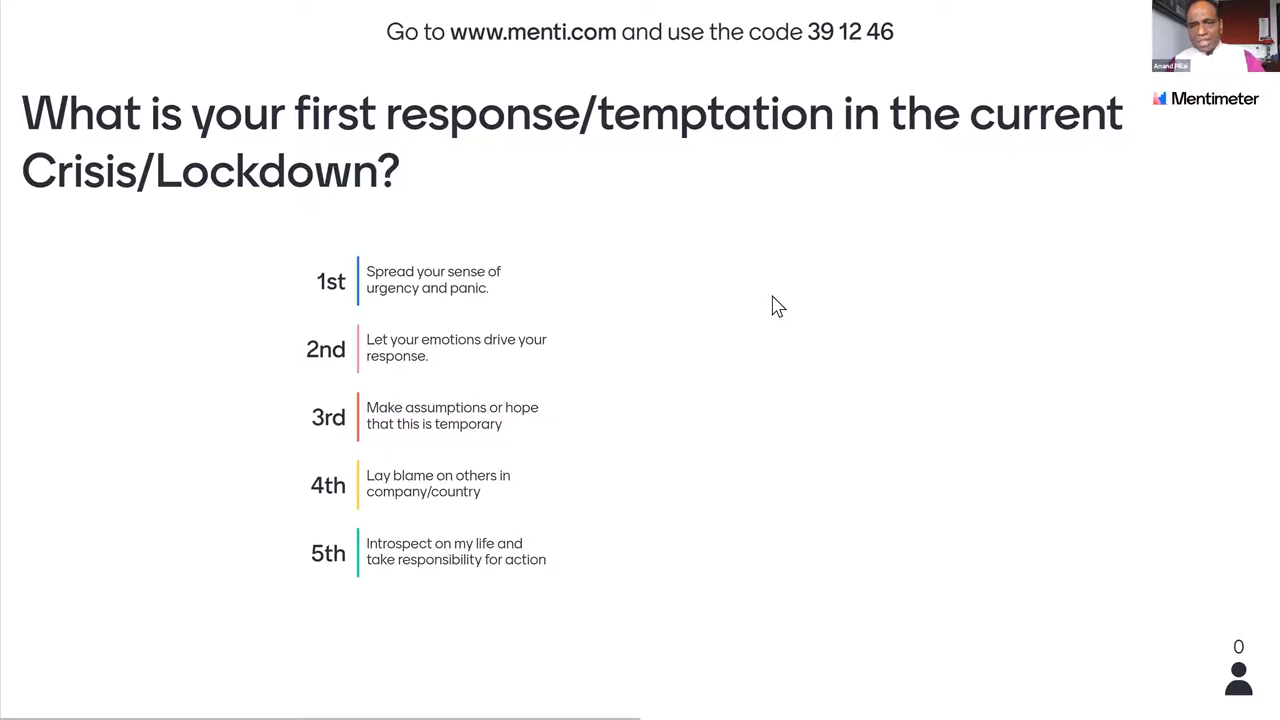 Go to www.menti.com and use the code 39 12 46
Anand Pillai
Mentimeter
What is your first response/temptation in the current
Crisis/Lockdown?
1st
Spread your sense of
urgency and panic.
2nd
Let your emotions drive your
response.
3rd
Make assumptions or hope
that this is temporary
4th
Lay blame on others in
company/country
5th
Introspect on my life and
take responsibility for action
0